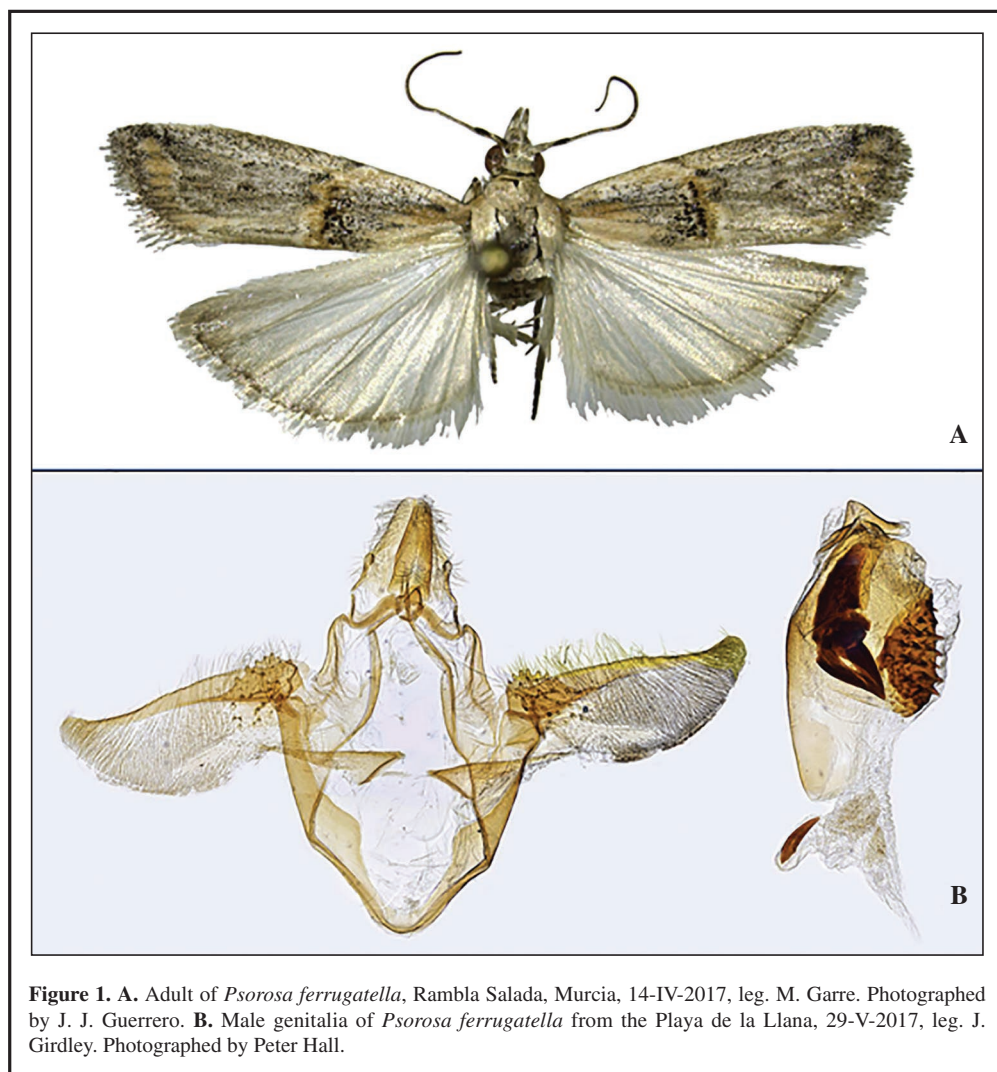 A
B
Figure 1. A. Adult of Psorosa ferrugatella, Rambla Salada, Murcia, 14-IV-2017, leg. M. Garre. Photographed
by J. J. Guerrero. B. Male genitalia of Psorosa ferrugatella from the Playa de la Llana, 29-V-2017, leg. J.
Girdley. Photographed by Peter Hall.